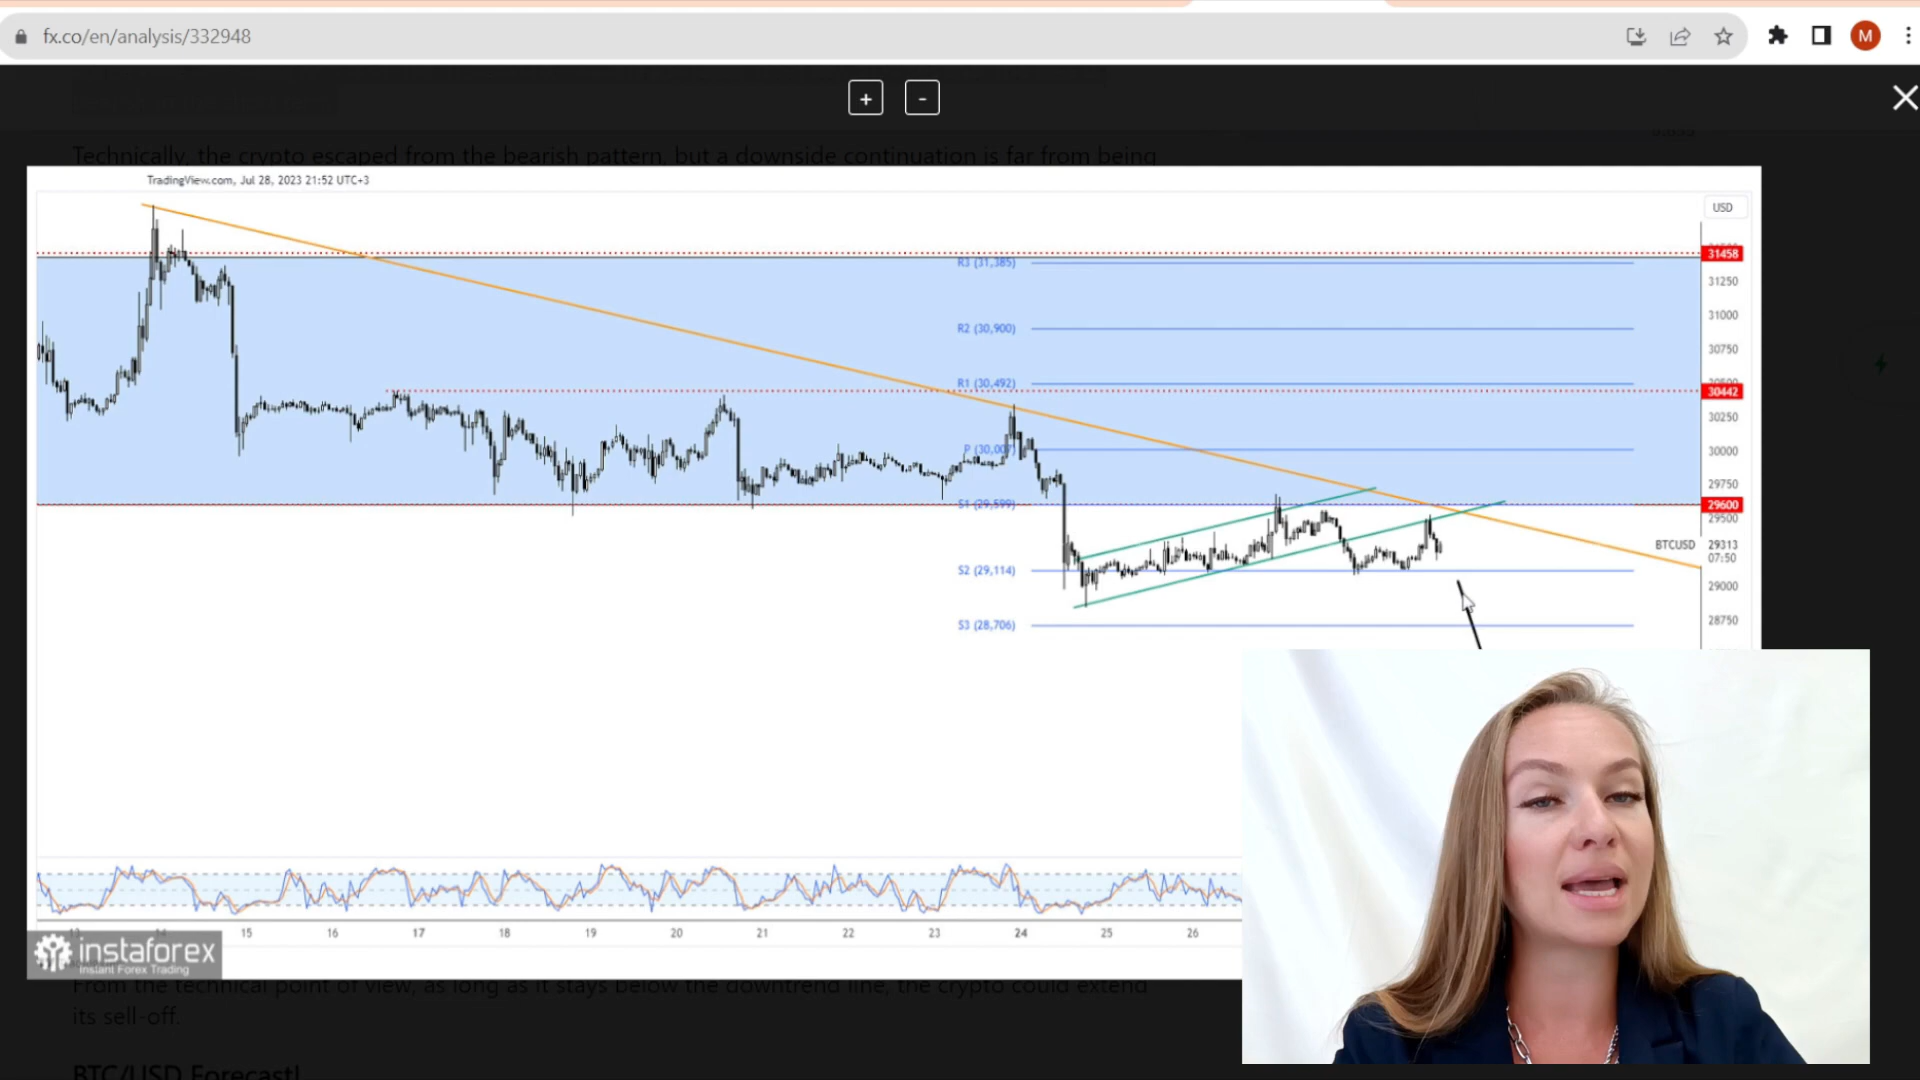 fx.co/en/analysis/332948
M
+
-
Technically, the crypto escaped from the bearish pattern, but a downside continuation is far from being
TradingView.com, Jul 28, 2023 21:52 UTC+3
USD
31458
R3 (31,385)
31250
31000
R2 (30,900)
30750
R1 (30,492)
30442
30250
P (30,007)
30000
29750
S1 (29,599)
29600
29500
BTCUSD 29313
07:50
S2 (29,114)
29000
S3 (28,706)
28750
13 14 15 16 17 18 19 20 21 22 23 24 25 26
instaforex
Instant Forex Trading
From the technical point of view, as long as it stays below the downtrend line, the crypto could extend
its sell-off.
BTC/USD Forecast!